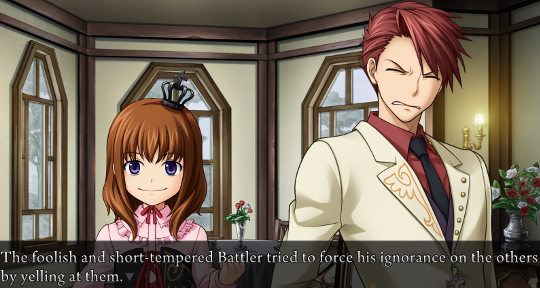 The foolish and short-tempered Battler tried to force his ignorance on the others
by yelling at them.